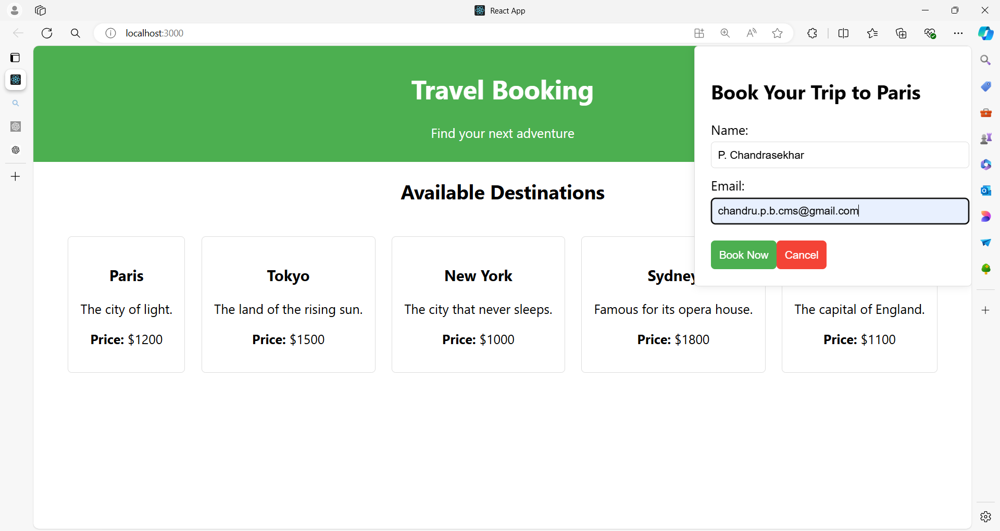 React App
localhost:3000
Travel Booking
Find your next adventure
Available Destinations
Paris
The city of light.
Price: $1200
Tokyo
The land of the rising sun.
Price: $1500
New York
The city that never sleeps.
Price: $1000
Sydney
Famous for its opera house.
Price: $1800
The capital of England.
Price: $1100
Book Your Trip to Paris
Name:
P. Chandrasekhar
Email:
chandru.p.b.cms@gmail.com
Book Now
Cancel